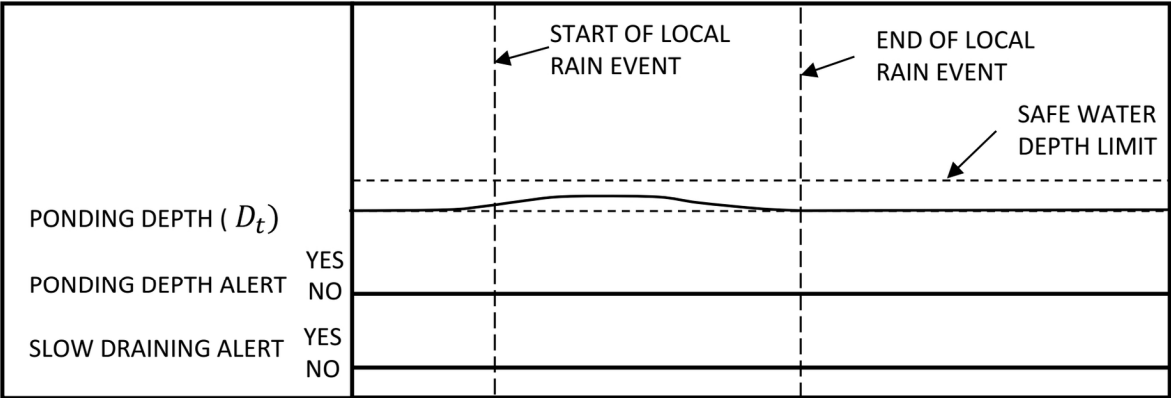 START OF LOCAL
RAIN EVENT
END OF LOCAL
RAIN EVENT
SAFE WATER
DEPTH LIMIT
PONDING DEPTH ( D_t)
YES
PONDING DEPTH ALERT
NO
YES
SLOW DRAINING ALERT
NO